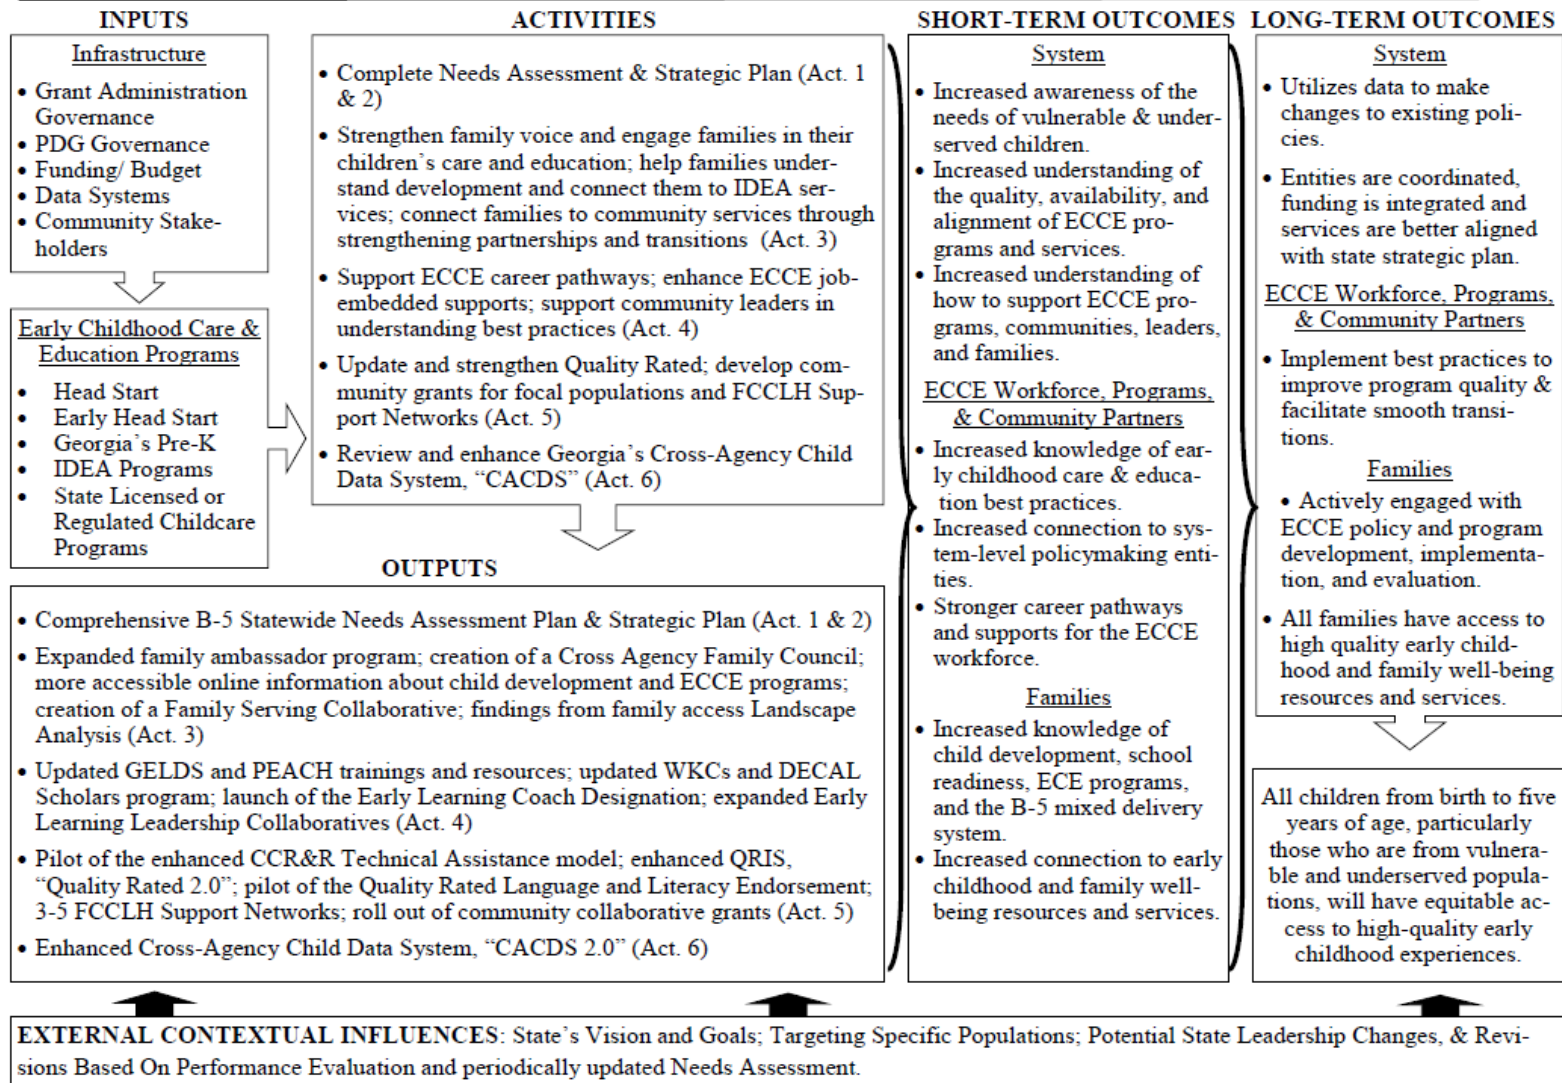 INPUTS
Infrastructure
• Grant Administration
Governance
• PDG Governance
• Funding/ Budget
• Data Systems
• Community Stake-
holders
Early Childhood Care &
Education Programs
• Head Start
• Early Head Start
• Georgia's Pre-K
• IDEA Programs
• State Licensed or
Regulated Childcare
Programs
ACTIVITIES
• Complete Needs Assessment & Strategic Plan (Act. 1
& 2)
• Strengthen family voice and engage families in their
children's care and education; help families under-
stand development and connect them to IDEA ser-
vices; connect families to community services through
strengthening partnerships and transitions (Act. 3)
• Support ECCE career pathways; enhance ECCE job-
embedded supports; support community leaders in
understanding best practices (Act. 4)
• Update and strengthen Quality Rated; develop com-
munity grants for focal populations and FCCLH Sup-
port Networks (Act. 5)
• Review and enhance Georgia's Cross-Agency Child
Data System, "CACDS" (Act. 6)
OUTPUTS
• Comprehensive B-5 Statewide Needs Assessment Plan & Strategic Plan (Act. 1 & 2)
• Expanded family ambassador program; creation of a Cross Agency Family Council;
more accessible online information about child development and ECCE programs;
creation of a Family Serving Collaborative; findings from family access Landscape
Analysis (Act. 3)
• Updated GELDS and PEACH trainings and resources; updated WKCs and DECAL
Scholars program; launch of the Early Learning Coach Designation; expanded Early
Learning Leadership Collaboratives (Act. 4)
• Pilot of the enhanced CCR&R Technical Assistance model; enhanced QRIS,
"Quality Rated 2.0"; pilot of the Quality Rated Language and Literacy Endorsement;
3-5 FCCLH Support Networks; roll out of community collaborative grants (Act. 5)
• Enhanced Cross-Agency Child Data System, "CACDS 2.0" (Act. 6)
SHORT-TERM OUTCOMES
System
• Increased awareness of the
needs of vulnerable & under-
served children.
• Increased understanding of
the quality, availability, and
alignment of ECCE pro-
grams and services.
• Increased understanding of
how to support ECCE pro-
grams, communities, leaders,
and families.
ECCE Workforce, Programs,
& Community Partners
• Increased knowledge of ear-
ly childhood care & educa-
tion best practices.
• Increased connection to sys-
tem-level policymaking enti-
ties.
• Stronger career pathways
and supports for the ECCE
workforce.
Families
• Increased knowledge of
child development, school
readiness, ECE programs,
and the B-5 mixed delivery
system.
• Increased connection to early
childhood and family well-
being resources and services.
LONG-TERM OUTCOMES
System
• Utilizes data to make
changes to existing poli-
cies.
• Entities are coordinated,
funding is integrated and
services are better aligned
with state strategic plan.
ECCE Workforce, Programs,
& Community Partners
• Implement best practices to
improve program quality &
facilitate smooth transi-
tions.
Families
• Actively engaged with
ECCE policy and program
development, implementa-
tion, and evaluation.
• All families have access to
high quality early child-
hood and family well-being
resources and services.
All children from birth to five
years of age, particularly
those who are from vulnera-
ble and underserved popula-
tions, will have equitable ac-
cess to high-quality early
childhood experiences.
EXTERNAL CONTEXTUAL INFLUENCES: State's Vision and Goals; Targeting Specific Populations; Potential State Leadership Changes, & Revi-
sions Based On Performance Evaluation and periodically updated Needs Assessment.